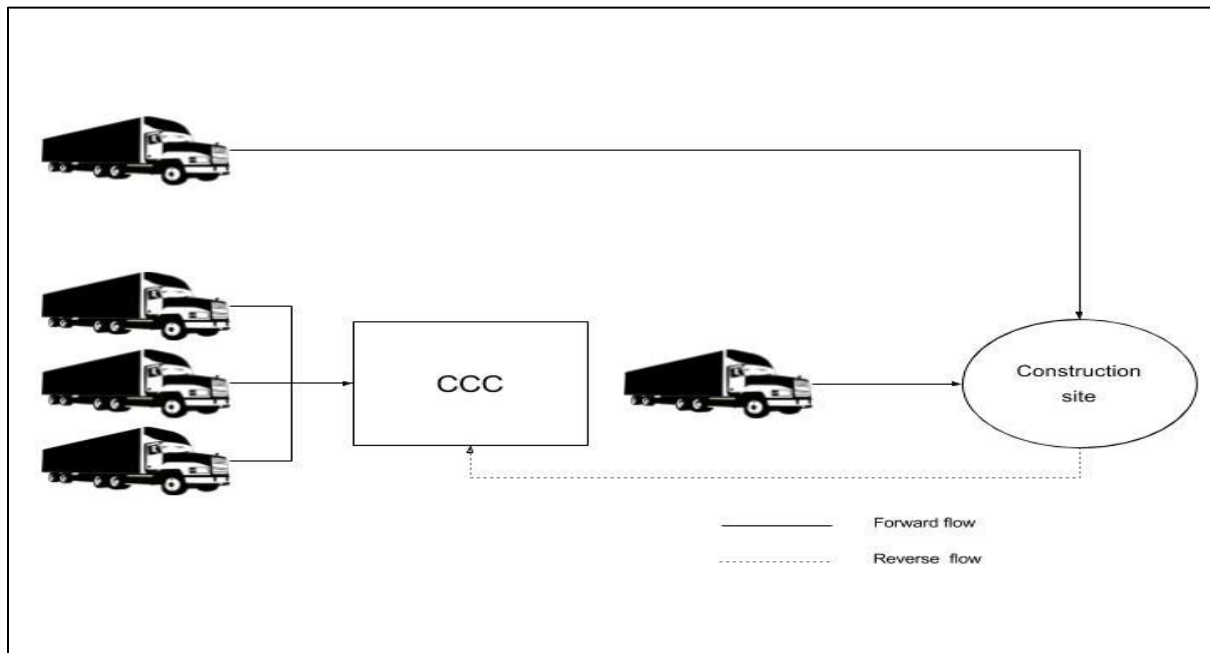 CCC
Construction
site
Forward flow
Reverse flow